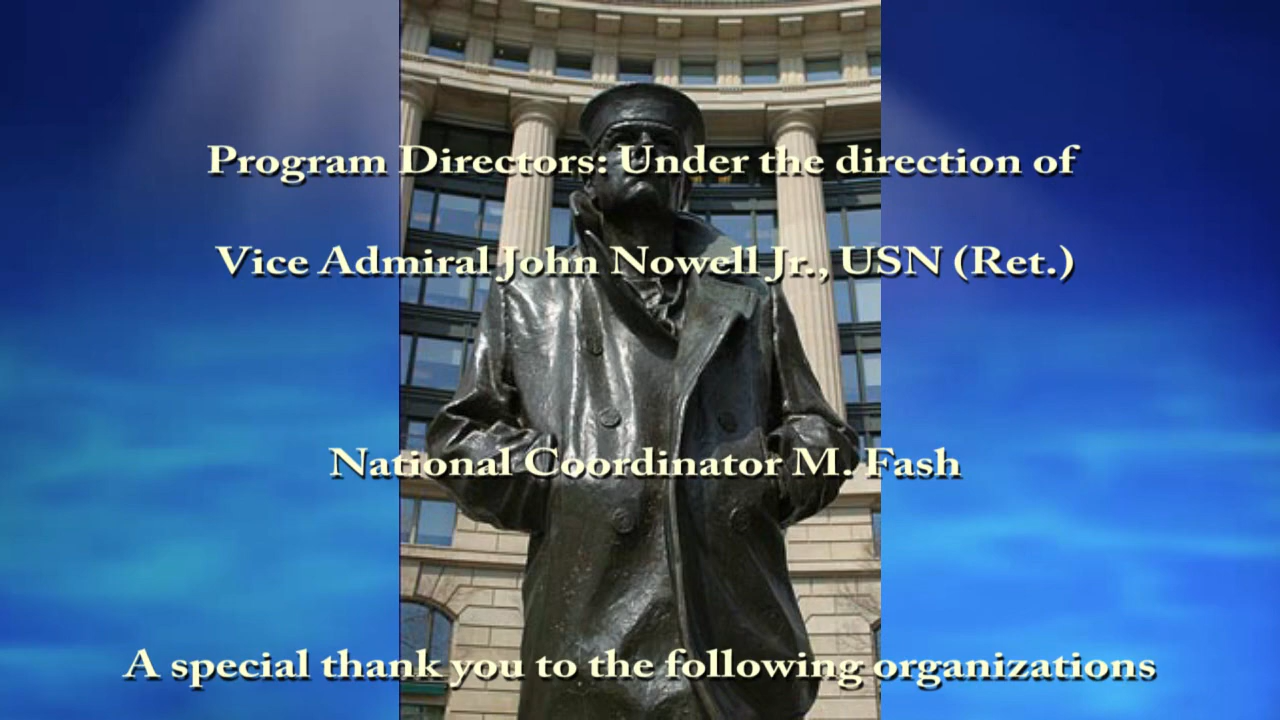 Program Directors: Under the direction of
Vice Admiral John Nowell Jr., USN (Ret.)
National Coordinator M. Fash
A special thank you to the following organizations